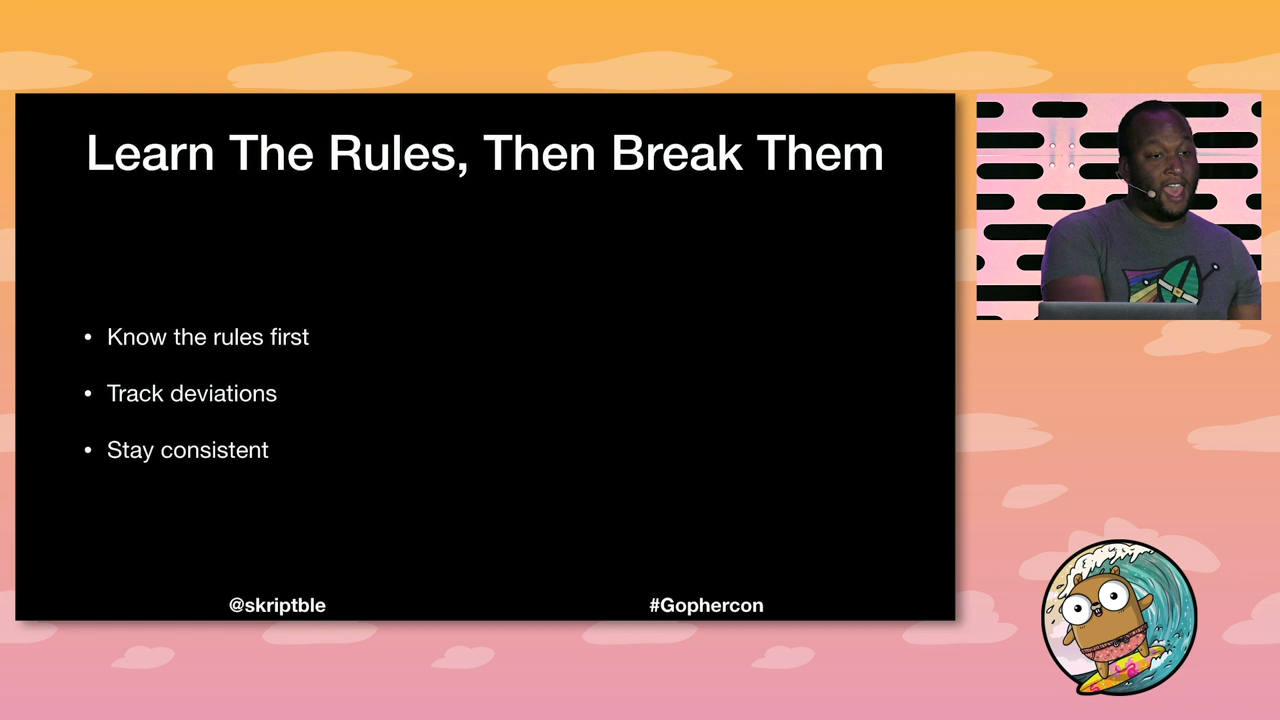 Learn The Rules, Then Break Them
• Know the rules first
• Track deviations
• Stay consistent
@skriptble
#Gophercon